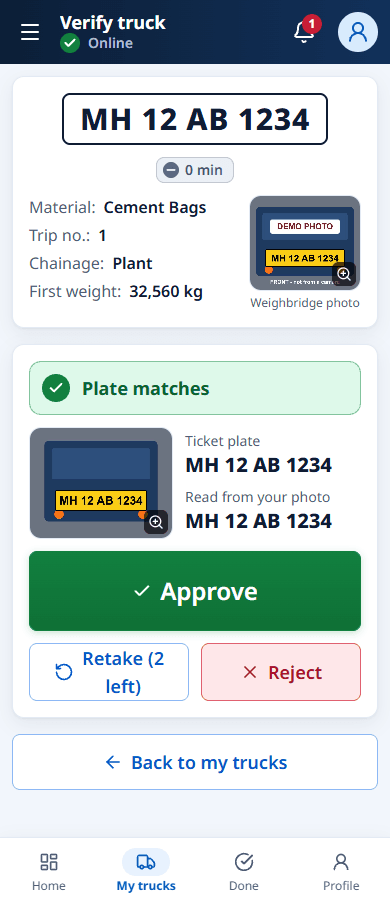 Verify truck
Online
1
MH 12 AB 1234
0 min
Material: Cement Bags
Trip no.: 1
Chainage: Plant
First weight: 32,560 kg
DEMO PHOTO
MH 12 AB 1234
Weighbridge photo
Plate matches
MH 12 AB 1234
Ticket plate
MH 12 AB 1234
Read from your photo
MH 12 AB 1234
Approve
Retake (2
left)
Reject
Back to my trucks
Home
My trucks
Done
Profile